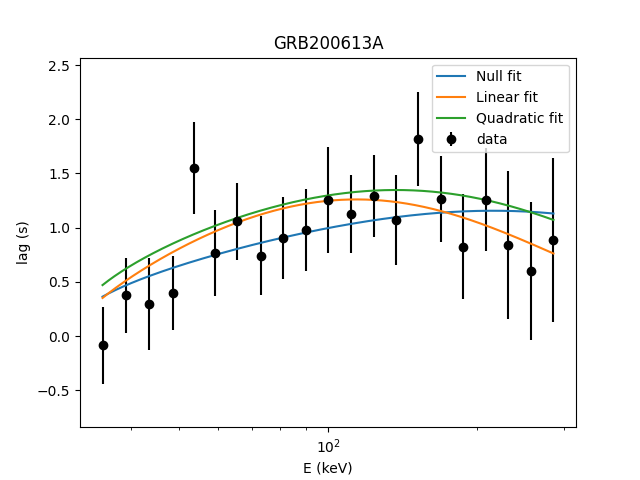 GRB200613A
2.5
2.0
1.5
1.0
0.5
0.0
−0.5
lag (s)
10²
E (keV)
Null fit
Linear fit
Quadratic fit
data